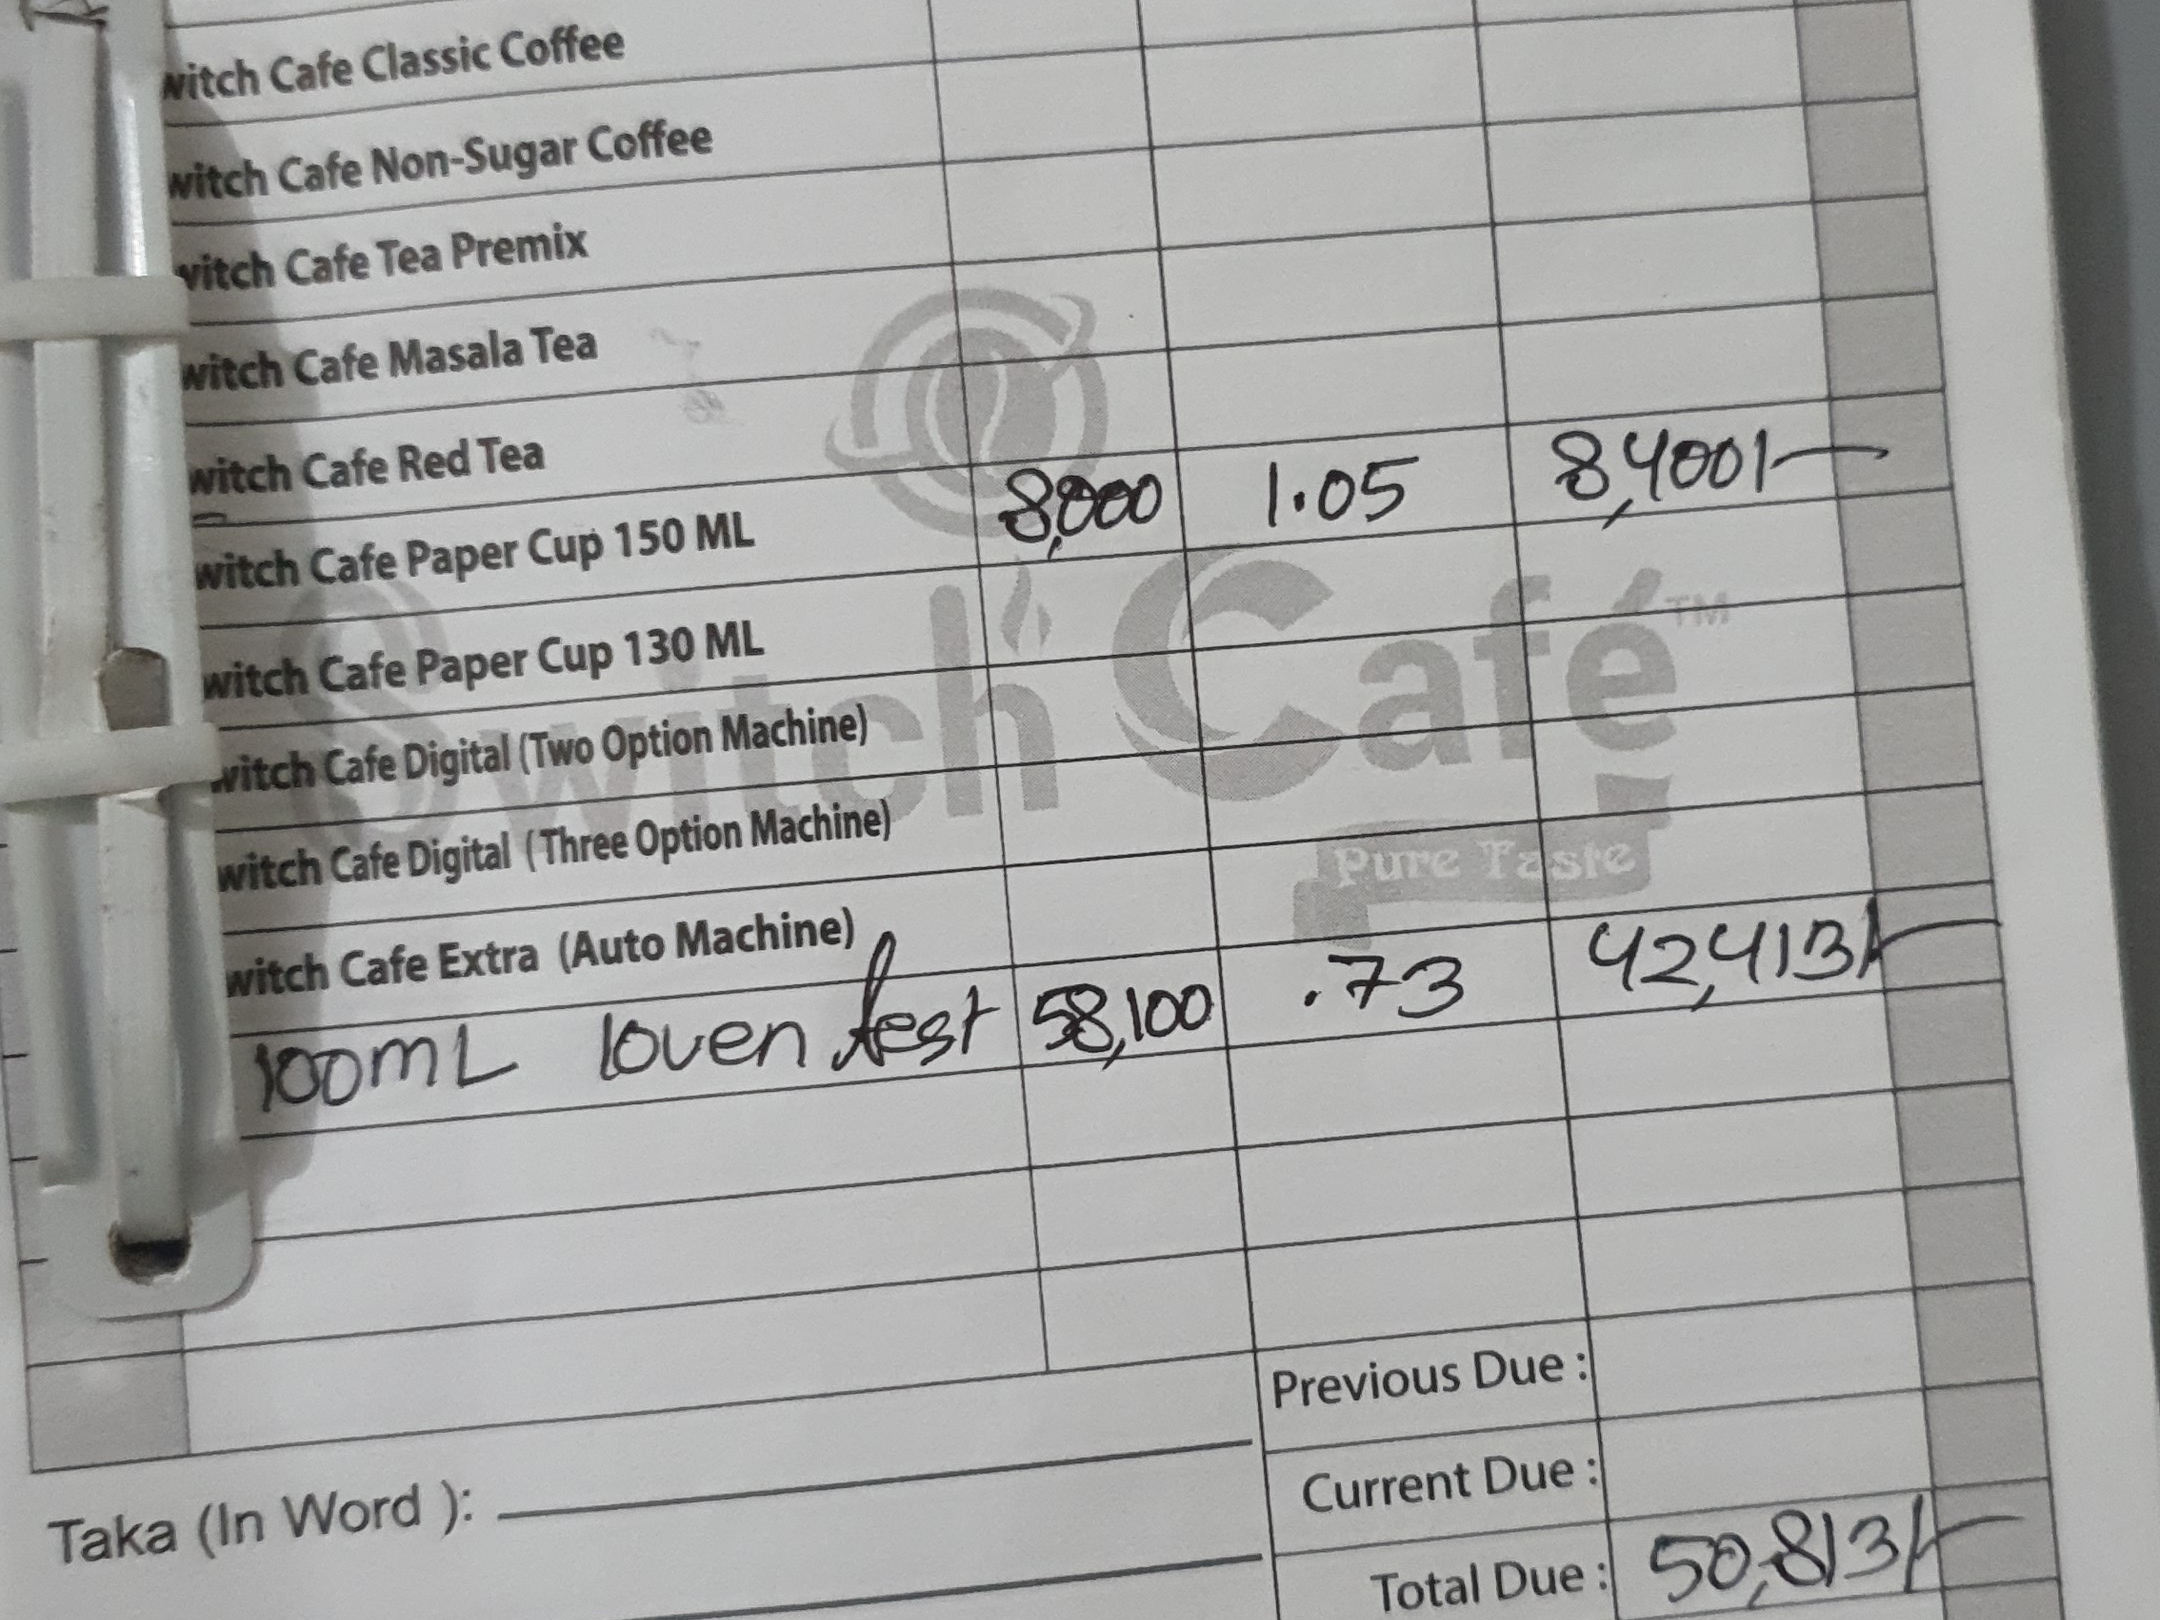 witch Cafe Classic Coffee
witch Cafe Non-Sugar Coffee
witch Cafe Tea Premix
witch Cafe Masala Tea
witch Cafe Red Tea
witch Cafe Paper Cup 150 ML 8,000 1.05 8,400/-
witch Cafe Paper Cup 130 ML
witch Cafe Digital (Two Option Machine)
witch Cafe Digital (Three Option Machine)
witch Cafe Extra (Auto Machine)
100mL 58,100 .73 42,413/-
Switch Café™
Pure Taste
Previous Due :
Current Due :
Taka (In Word ):
Total Due : 50,813/-